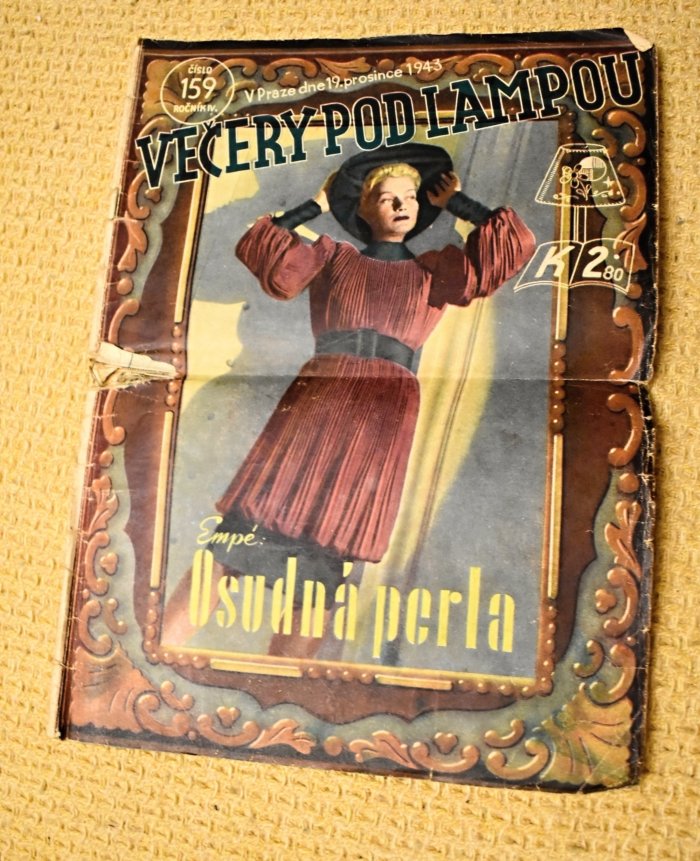 ČÍSLO
159
ROČNÍK IV.
V Praze dne 19. prosince 1943
VEČERY POD LAMPOU
K 2.80
Empé:
Osudná perla